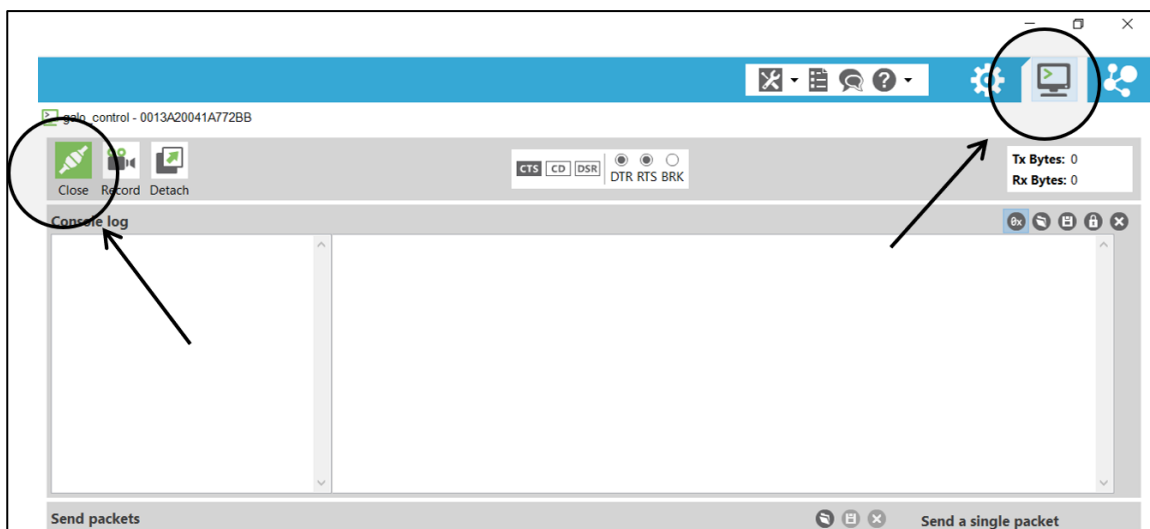 galo_control - 0013A20041A772BB
Close Record Detach
CTS CD DSR DTR RTS BRK
Tx Bytes: 0
Rx Bytes: 0
Console log
0x
Send packets
Send a single packet